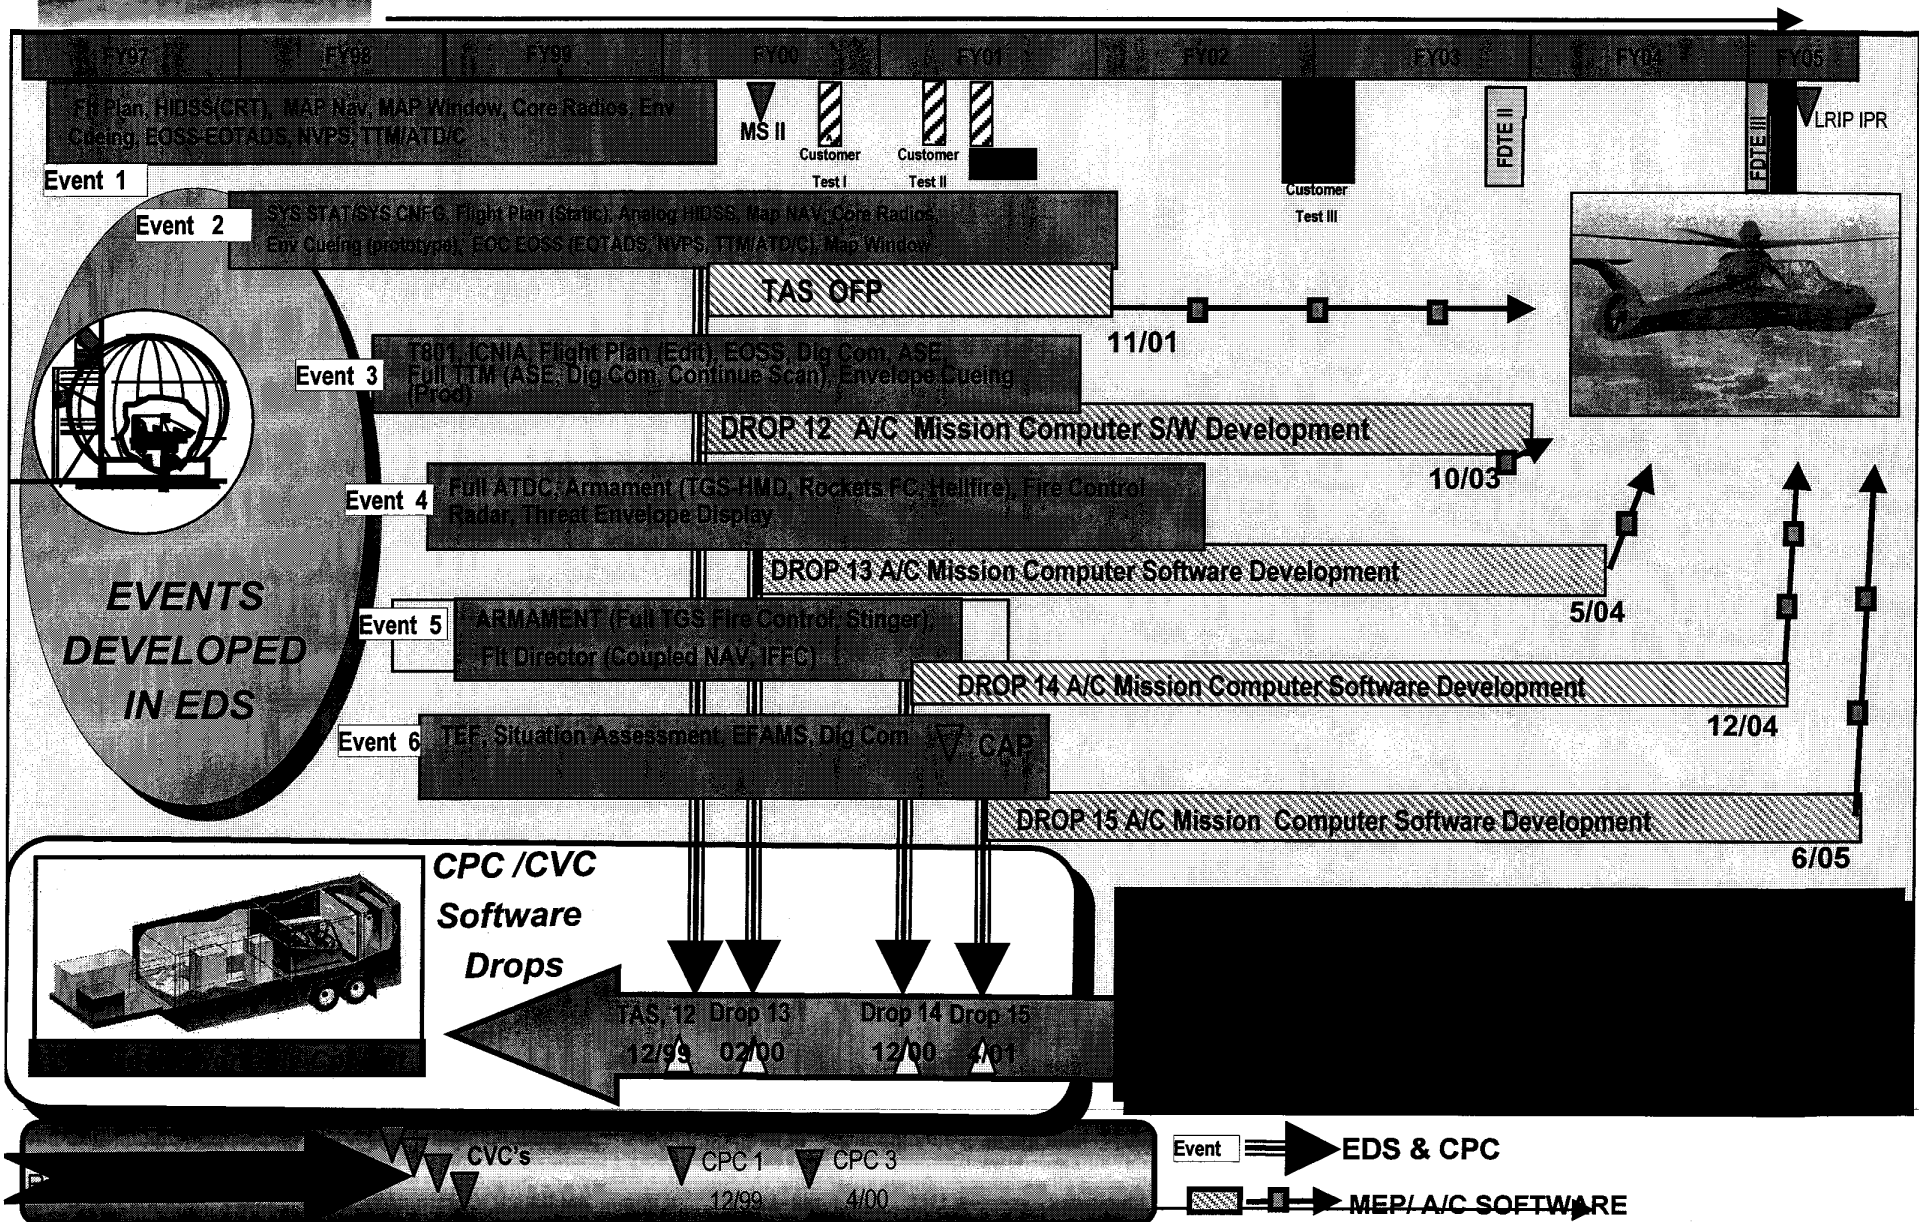 FY97 FY98 FY99 FY00 FY01 FY02 FY03 FY04 FY05
Flt Plan, HIDSS(CRT), MAP Nav, MAP Window, Core Radios, Env
Cueing, EOSS-EOTADS, NVPS, TTM/ATD/C
MS II
Customer
Test I
Customer
Test II
Customer
Test III
FDTE II
FDTE III
LRIP IPR
Event 1
Event 2
SYS STAT/SYS CNFG, Flight Plan (Static), Analog HIDSS, Map NAV, Core Radios,
Env Cueing (prototype), EOC EOSS (EOTADS, NVPS, TTM/ATD/C), Map Window
TAS OFP
11/01
Event 3
T801, ICNIA, Flight Plan (Edit), EOSS, Dig Com, ASE,
Full TTM (ASE, Dig Com, Continue Scan), Envelope Cueing
(Prod)
DROP 12 A/C Mission Computer S/W Development
10/03
Event 4
Full ATDC, Armament (TGS-HMD, Rockets FC, Hellfire), Fire Control
Radar, Threat Envelope Display
DROP 13 A/C Mission Computer Software Development
5/04
EVENTS
DEVELOPED
IN EDS
Event 5
ARMAMENT (Full TGS Fire Control, Stinger),
Flt Director (Coupled NAV, IFFC)
DROP 14 A/C Mission Computer Software Development
12/04
Event 6
TEF, Situation Assessment, EFAMS, Dig Com
CAP
DROP 15 A/C Mission Computer Software Development
6/05
CPC /CVC
Software
Drops
TAS, 12 Drop 13 Drop 14 Drop 15
12/99 02/00 12/00 4/01
CVC's
CPC 1
12/99
CPC 3
4/00
Event
EDS & CPC
MEP/ A/C SOFTWARE